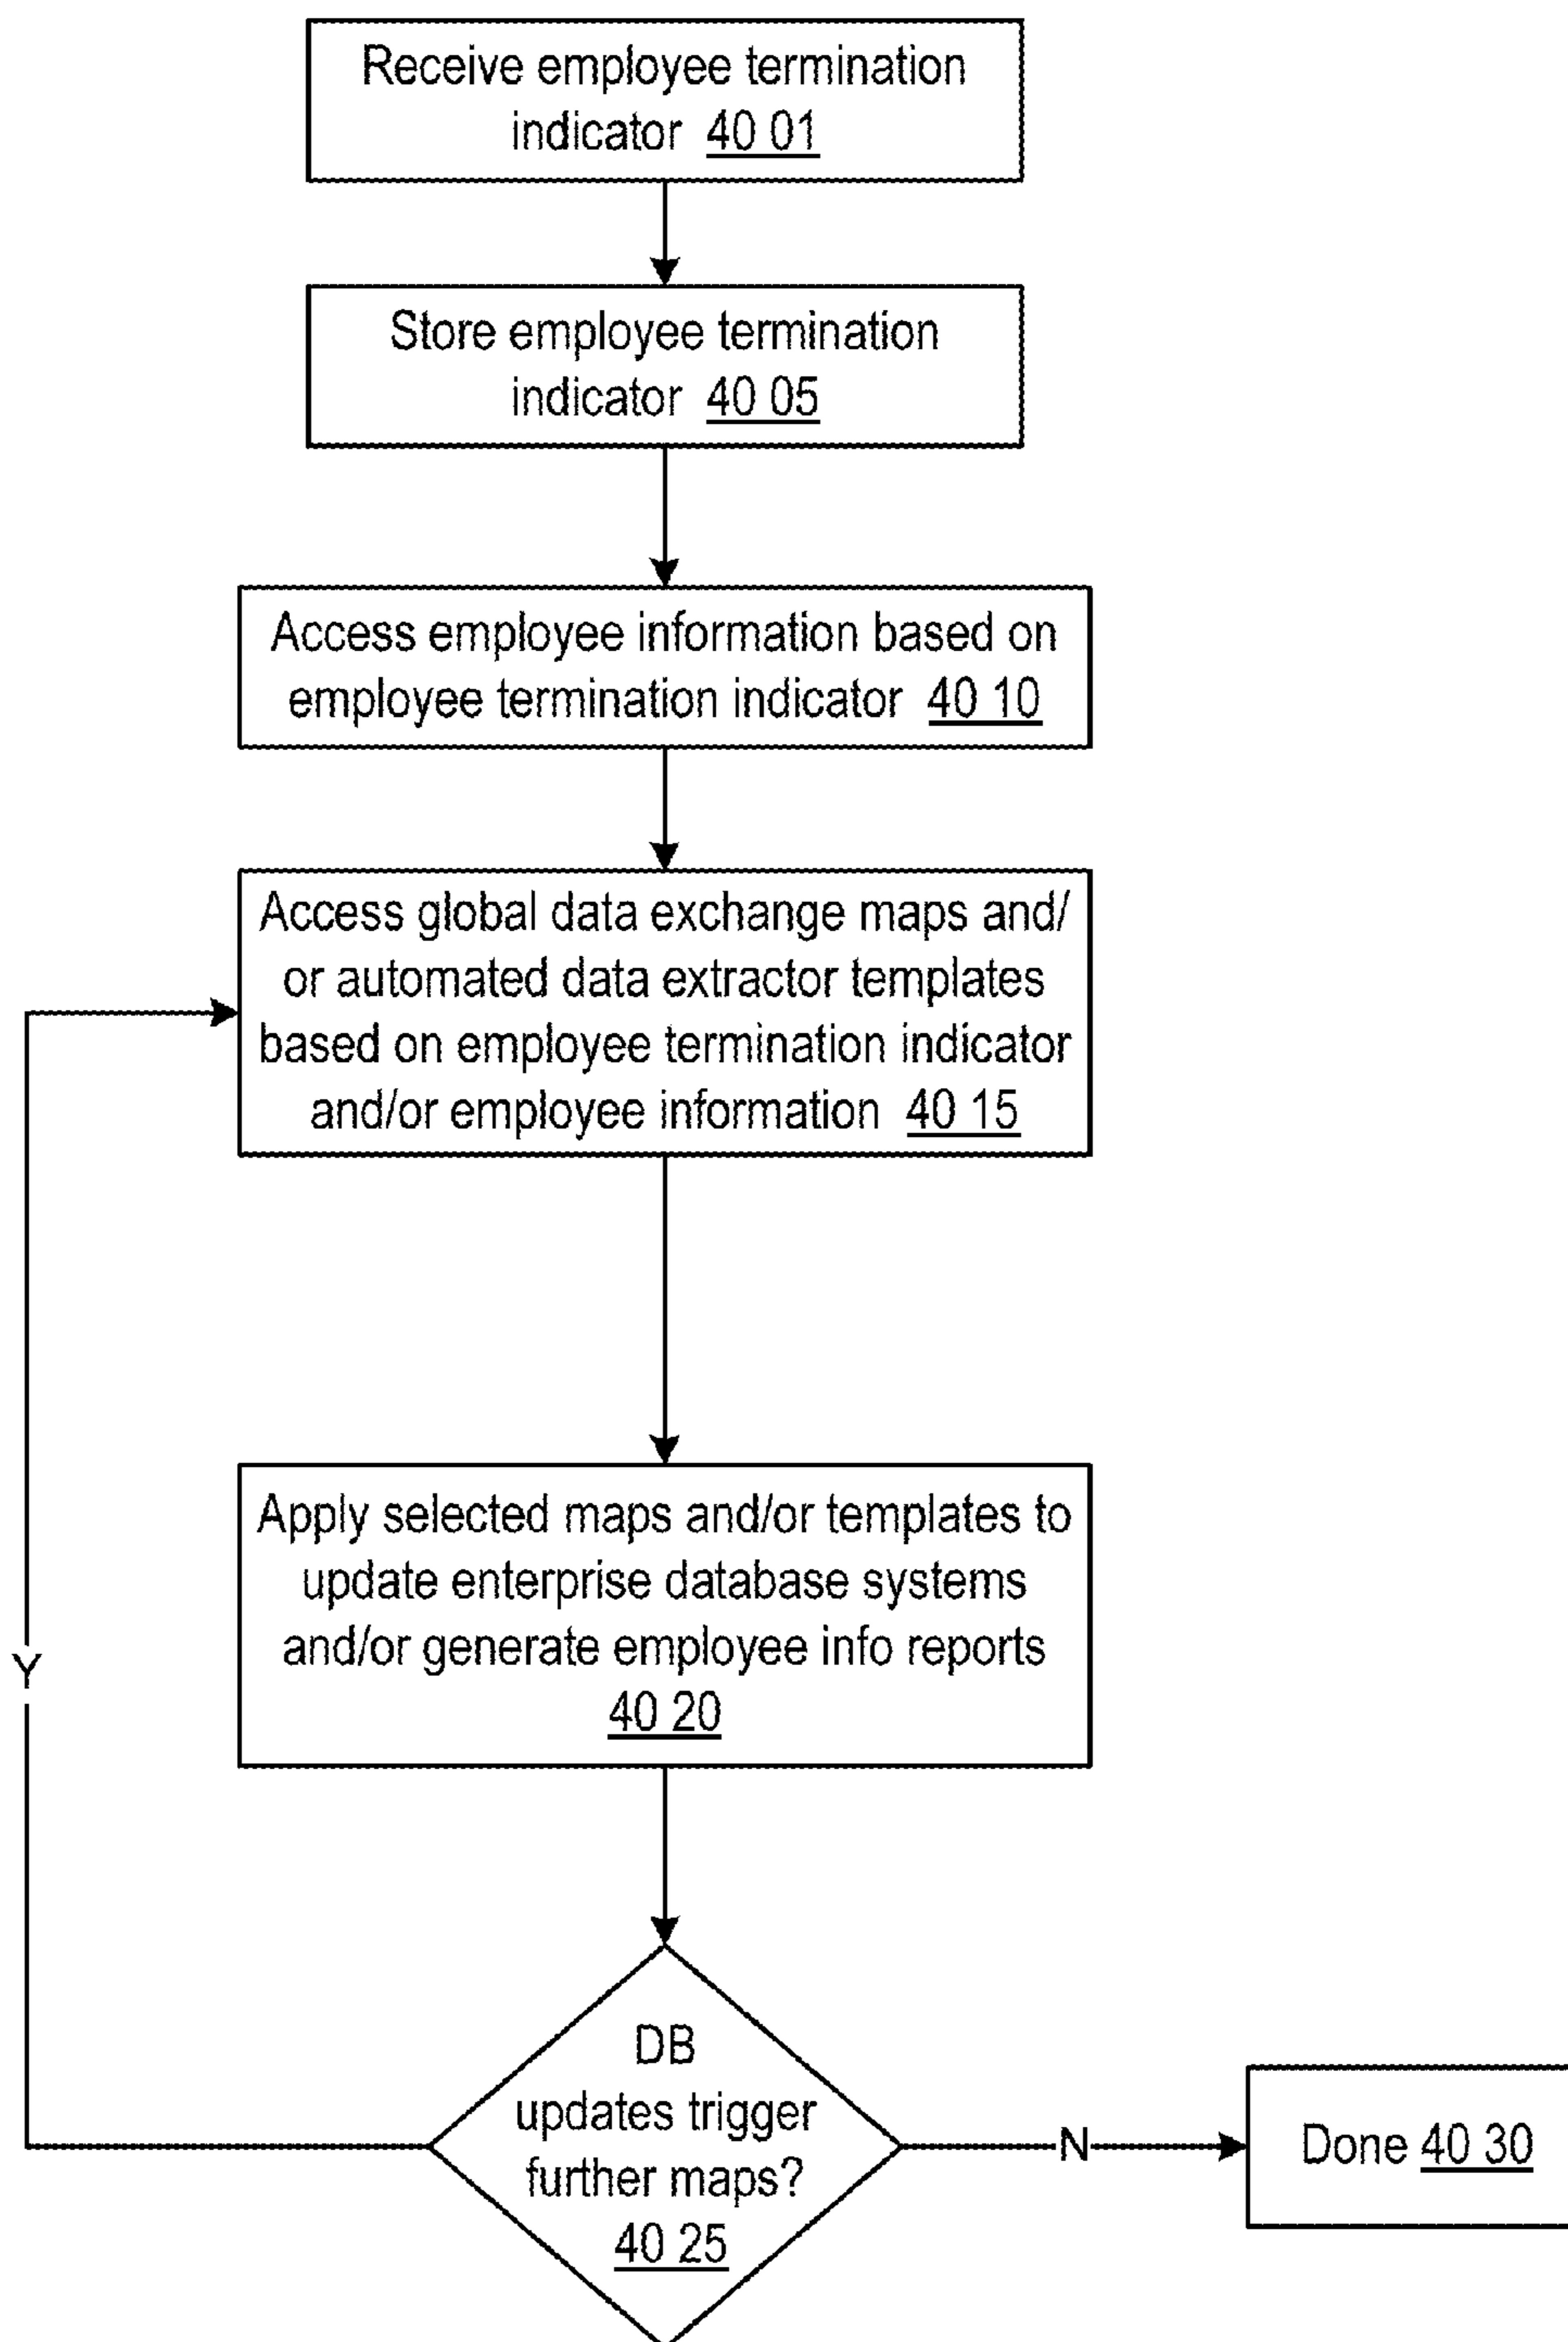 Receive employee termination
indicator 40 01
Store employee termination
indicator 40 05
Access employee information based on
employee termination indicator 40 10
Access global data exchange maps and/
or automated data extractor templates
based on employee termination indicator
and/or employee information 40 15
Apply selected maps and/or templates to
update enterprise database systems
and/or generate employee info reports
40 20
Y
DB
updates trigger
further maps?
40 25
N
Done 40 30